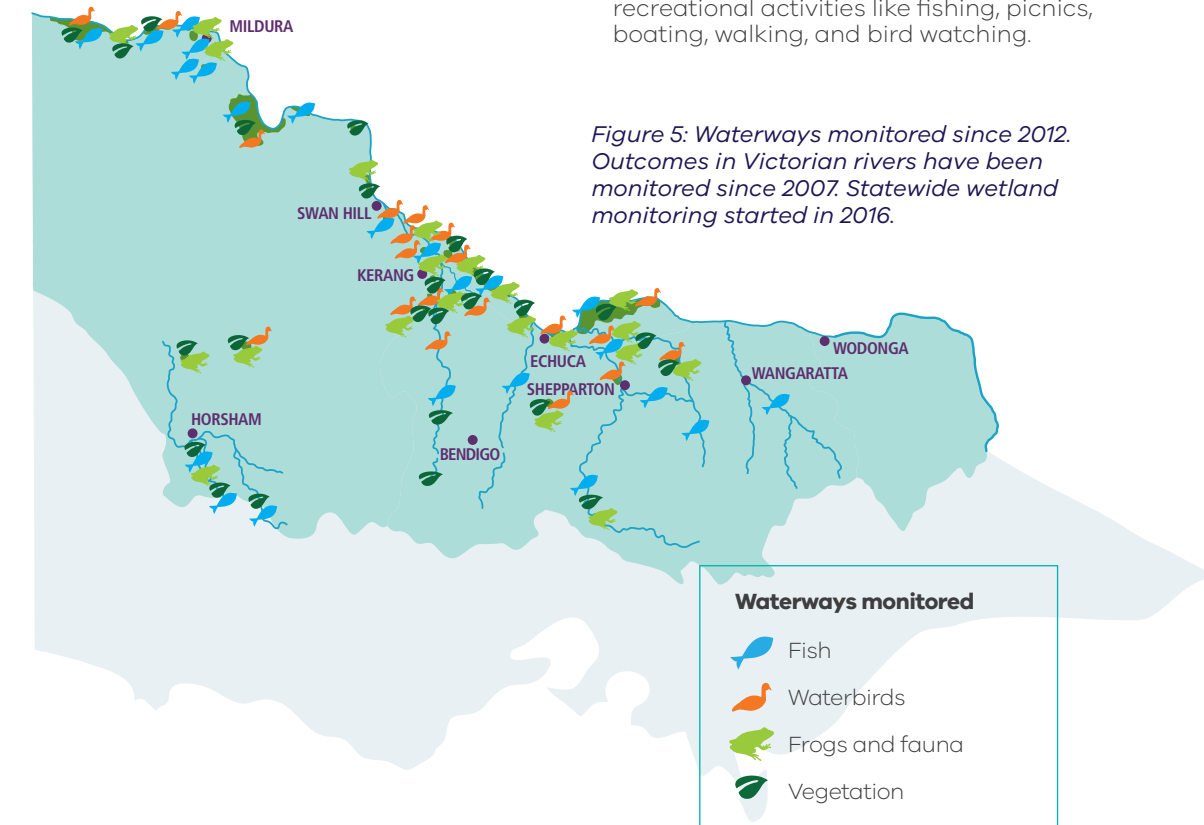 recreational activities like fishing, picnics,
boating, walking, and bird watching.
MILDURA
Figure 5: Waterways monitored since 2012.
Outcomes in Victorian rivers have been
monitored since 2007. Statewide wetland
monitoring started in 2016.
SWAN HILL
KERANG
ECHUCA
WODONGA
WANGARATTA
SHEPPARTON
HORSHAM
BENDIGO
Waterways monitored
Fish
Waterbirds
Frogs and fauna
Vegetation